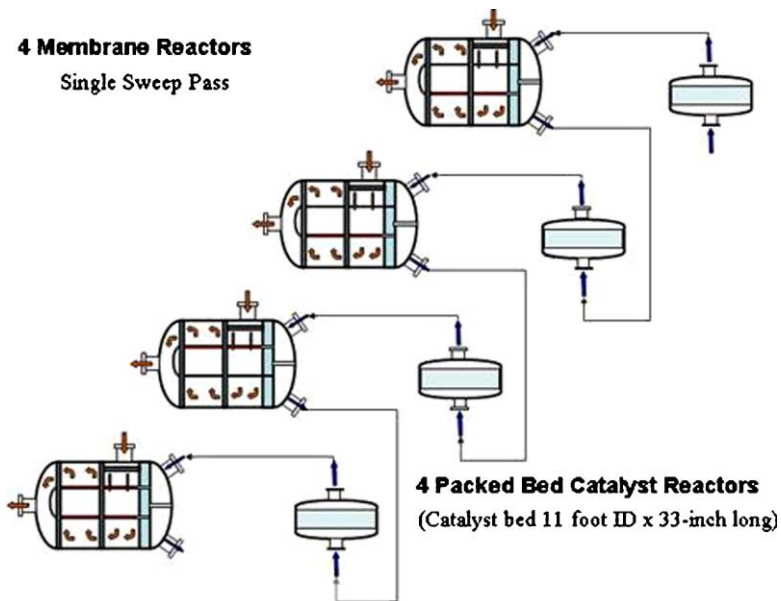 4 Membrane Reactors
Single Sweep Pass
4 Packed Bed Catalyst Reactors
(Catalyst bed 11 foot ID x 33-inch long)